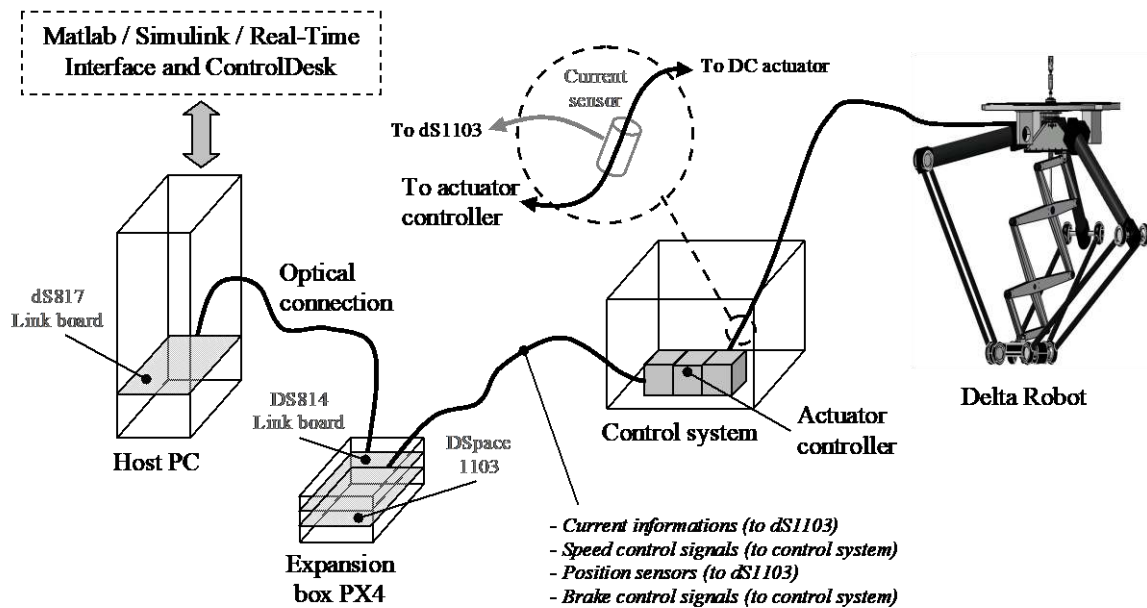 Matlab / Simulink / Real-Time
Interface and ControlDesk
Current
sensor
To DC actuator
To dS1103
To actuator
controller
Optical
connection
dS817
Link board
DS814
Link board
DSpace
1103
Host PC
Expansion
box PX4
Control system
Actuator
controller
Delta Robot
- Current informations (to dS1103)
- Speed control signals (to control system)
- Position sensors (to dS1103)
- Brake control signals (to control system)